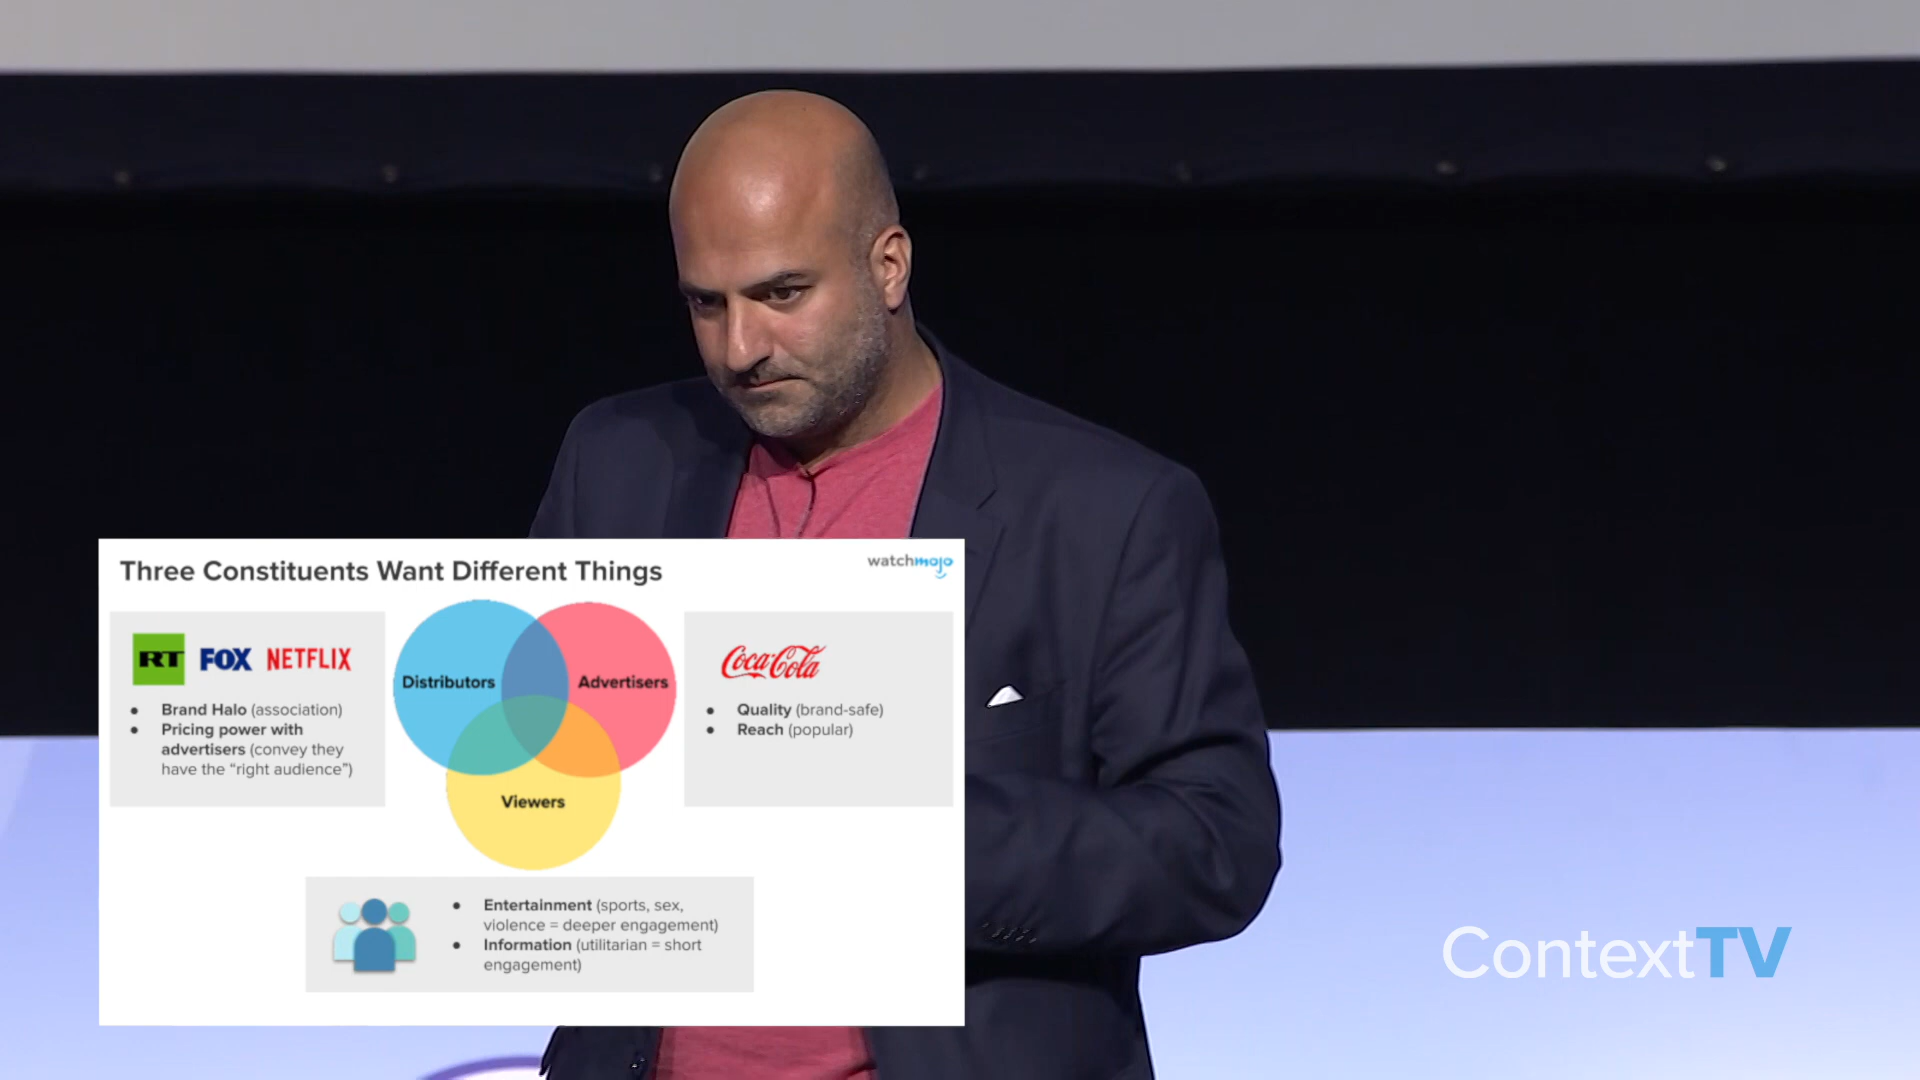 Three Constituents Want Different Things
watchmojo
RT FOX NETFLIX
• Brand Halo (association)
• Pricing power with
advertisers (convey they
have the “right audience”)
Distributors
Advertisers
Viewers
Coca-Cola
• Quality (brand-safe)
• Reach (popular)
• Entertainment (sports, sex,
violence = deeper engagement)
• Information (utilitarian = short
engagement)
ContextTV